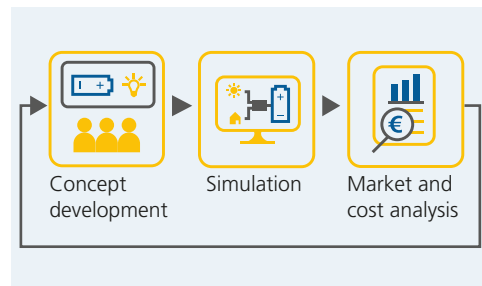 Concept
development
Simulation
€
Market and
cost analysis